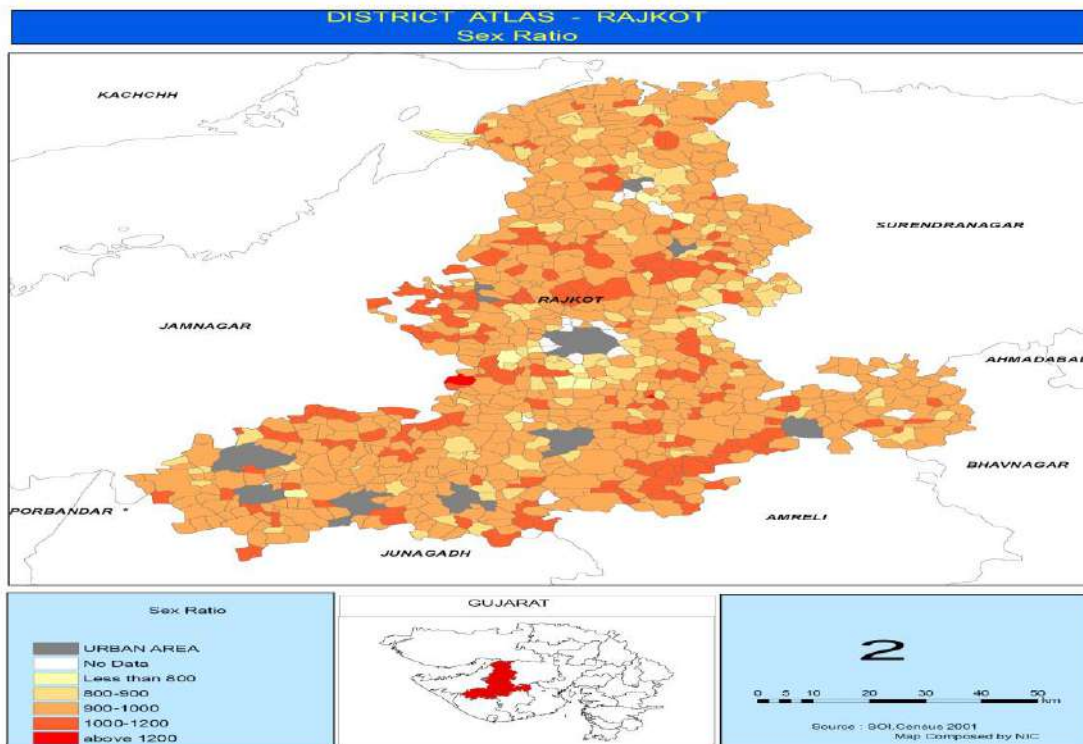 DISTRICT ATLAS - RAJKOT
Sex Ratio
KACHCHH
SURENDRANAGAR
RAJKOT
JAMNAGAR
AHMADABAD
BHAVNAGAR
PORBANDAR *
AMRELI
JUNAGADH
Sex Ratio
URBAN AREA
No Data
Less than 800
800-900
900-1000
1000-1200
above 1200
GUJARAT
2
0 5 10 20 30 40 50
km
Source : SOI,Census 2001
Map Composed by NIC